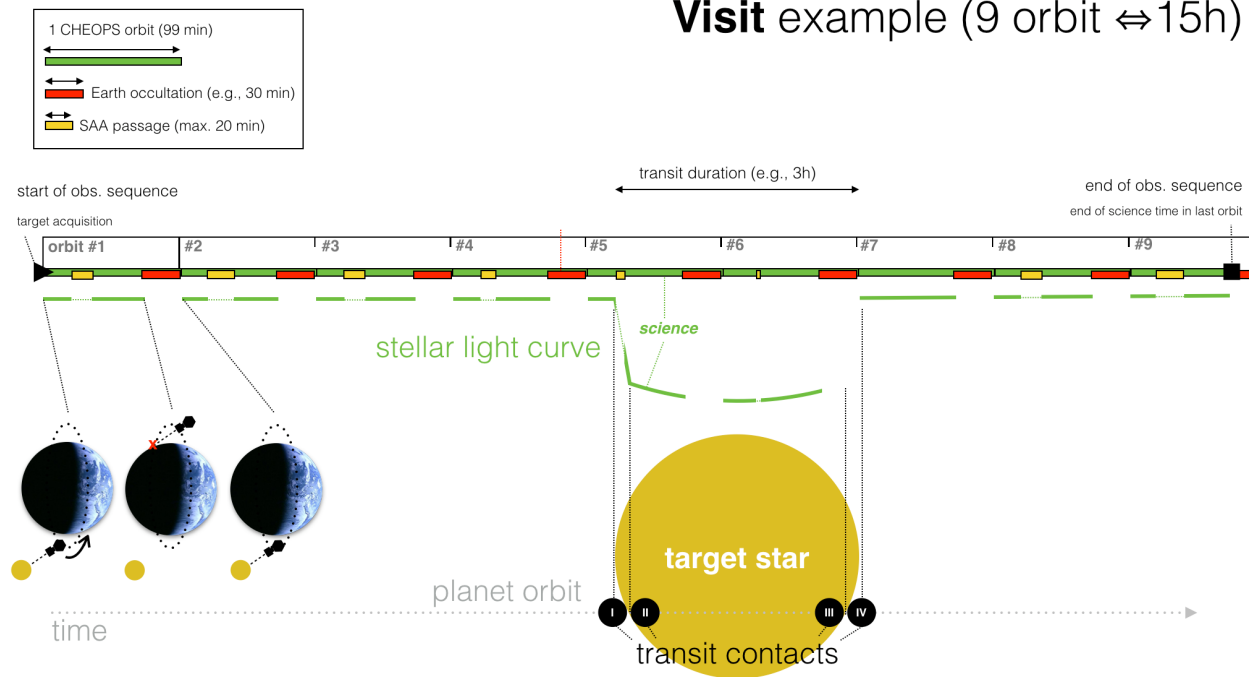 Visit example (9 orbit ⇔ 15h)
1 CHEOPS orbit (99 min)
Earth occultation (e.g., 30 min)
SAA passage (max. 20 min)
transit duration (e.g., 3h)
start of obs. sequence
target acquisition
end of obs. sequence
end of science time in last orbit
orbit #1 #2 #3 #4 #5 #6 #7 #8 #9
science
stellar light curve
x
target star
planet orbit
I II III IV
time
transit contacts